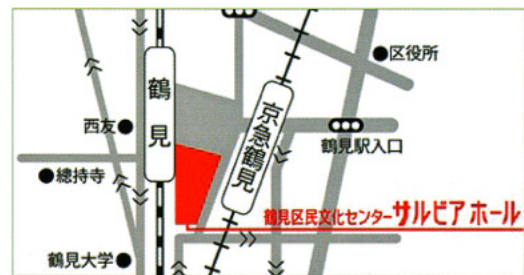 区役所
鶴見
京急鶴見
西友
鶴見駅入口
總持寺
鶴見区民文化センターサルビアホール
鶴見大学